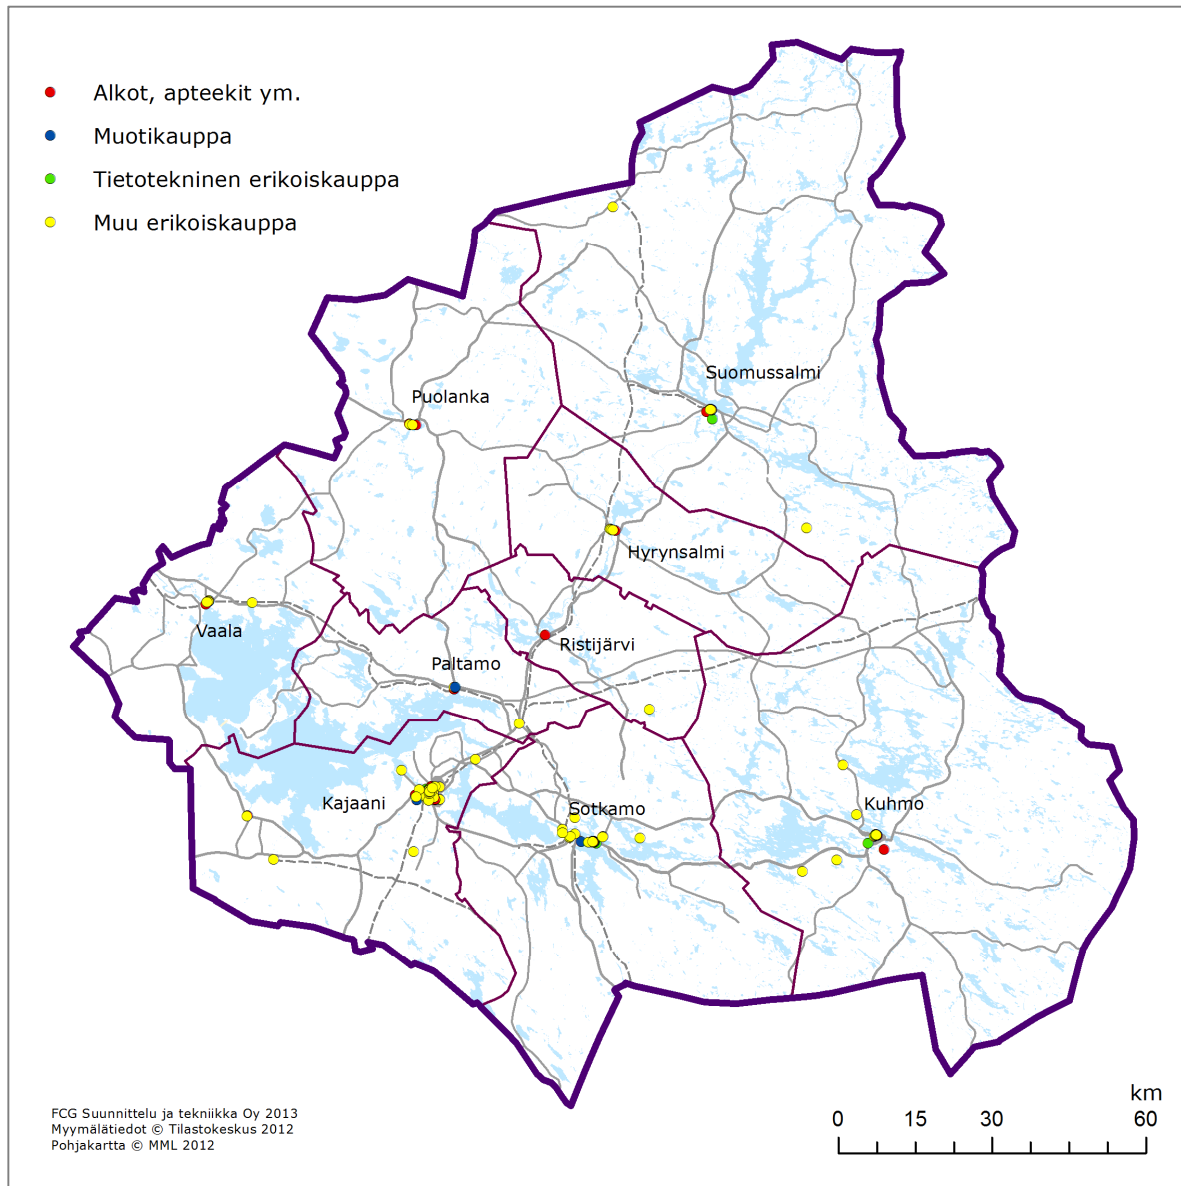 Alkot, apteekit ym.
Muotikauppa
Tietotekninen erikoiskauppa
Muu erikoiskauppa
Suomussalmi
Puolanka
Hyrynsalmi
Vaala
Ristijärvi
Paltamo
Kajaani
Sotkamo
Kuhmo
km
0 15 30 60
FCG Suunnittelu ja tekniikka Oy 2013
Myymälätiedot © Tilastokeskus 2012
Pohjakartta © MML 2012